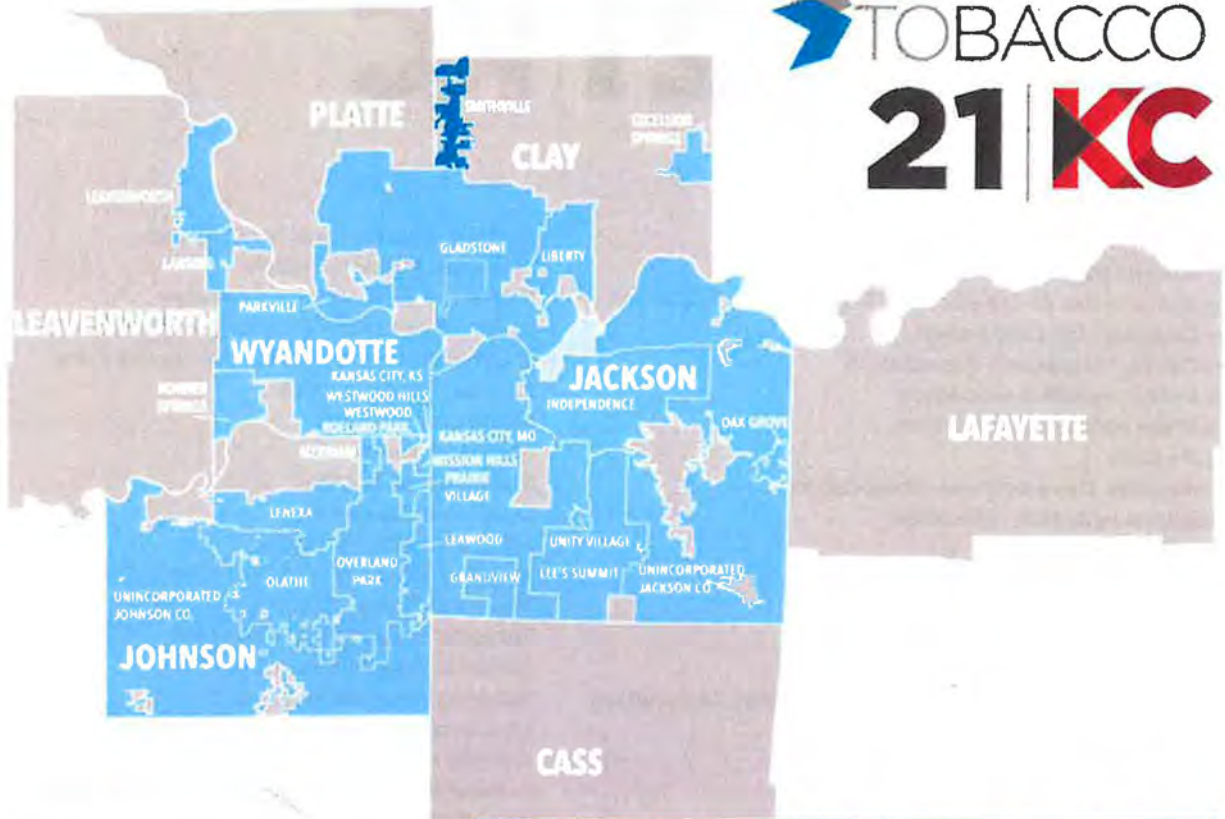 TOBACCO
21 | KC
PLATTE
SMITHVILLE
CLAY
EXCELSIOR
SPRINGS
LEAVENWORTH
LANSING
GLADSTONE
LIBERTY
PARKVILLE
LEAVENWORTH
WYANDOTTE
KANSAS CITY, KS
WESTWOOD HILLS
WESTWOOD
ROELAND PARK
JACKSON
INDEPENDENCE
BONNER
SPRINGS
OAK GROVE
LAFAYETTE
KANSAS CITY, MO
MERRIAM
MISSION HILLS
PRAIRIE
VILLAGE
LENEXA
LEAWOOD
UNITY VILLAGE
OVERLAND
PARK
OLATHE
GRANDVIEW
LEE'S SUMMIT
UNINCORPORATED
JACKSON CO
UNINCORPORATED
JOHNSON CO.
JOHNSON
CASS